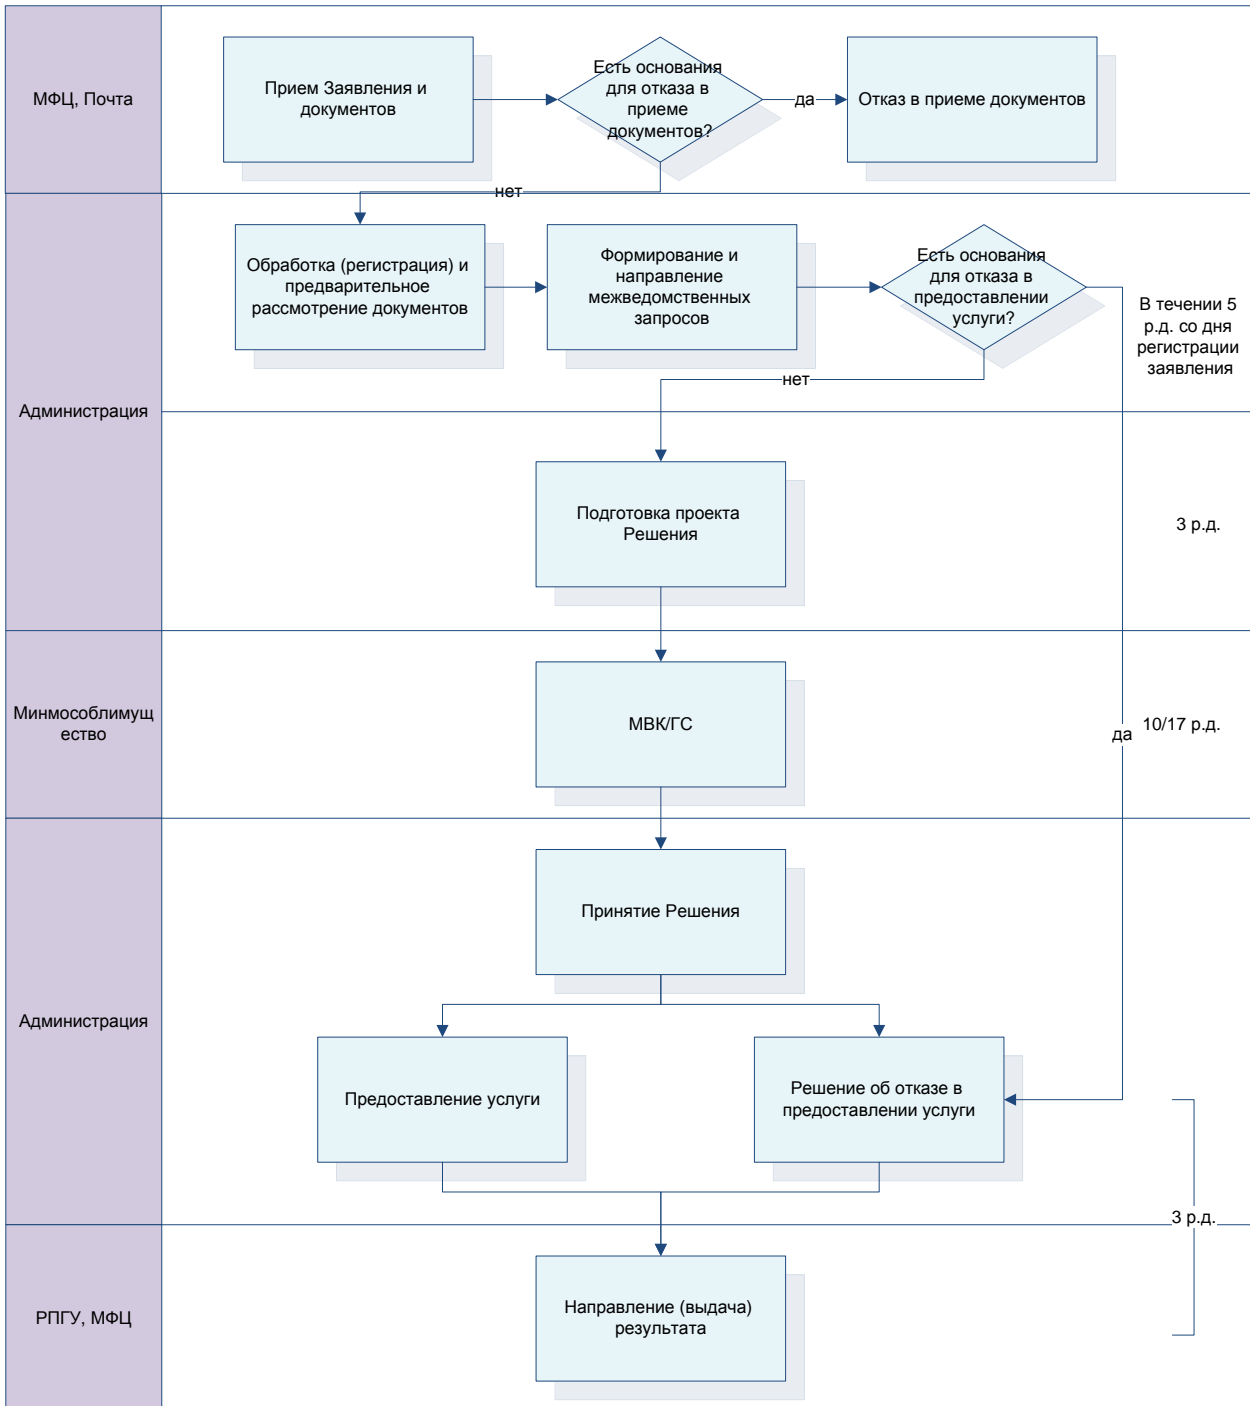 МФЦ, Почта
Прием Заявления и
документов
Есть основания
для отказа в
приеме
документов?
да
Отказ в приеме документов
нет
Администрация
Обработка (регистрация) и
предварительное
рассмотрение документов
Формирование и
направление
межведомственных
запросов
Есть основания
для отказа в
предоставлении
услуги?
В течении 5
р.д. со дня
регистрации
заявления
нет
Подготовка проекта
Решения
3 р.д.
Минмособлимущ
ество
МВК/ГС
да
10/17 р.д.
Администрация
Принятие Решения
Предоставление услуги
Решение об отказе в
предоставлении услуги
3 р.д.
РПГУ, МФЦ
Направление (выдача)
результата